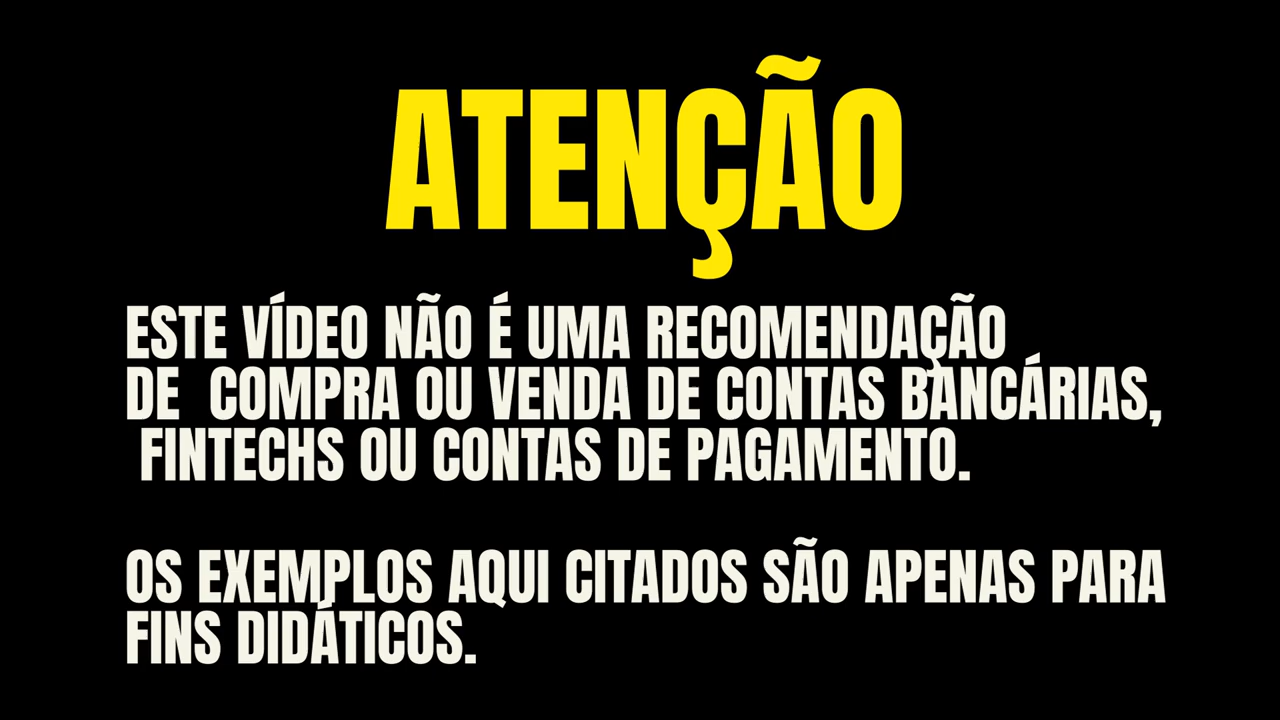 ATENÇÃO
ESTE VÍDEO NÃO É UMA RECOMENDAÇÃO
DE COMPRA OU VENDA DE CONTAS BANCÁRIAS,
FINTECHS OU CONTAS DE PAGAMENTO.
OS EXEMPLOS AQUI CITADOS SÃO APENAS PARA
FINS DIDÁTICOS.